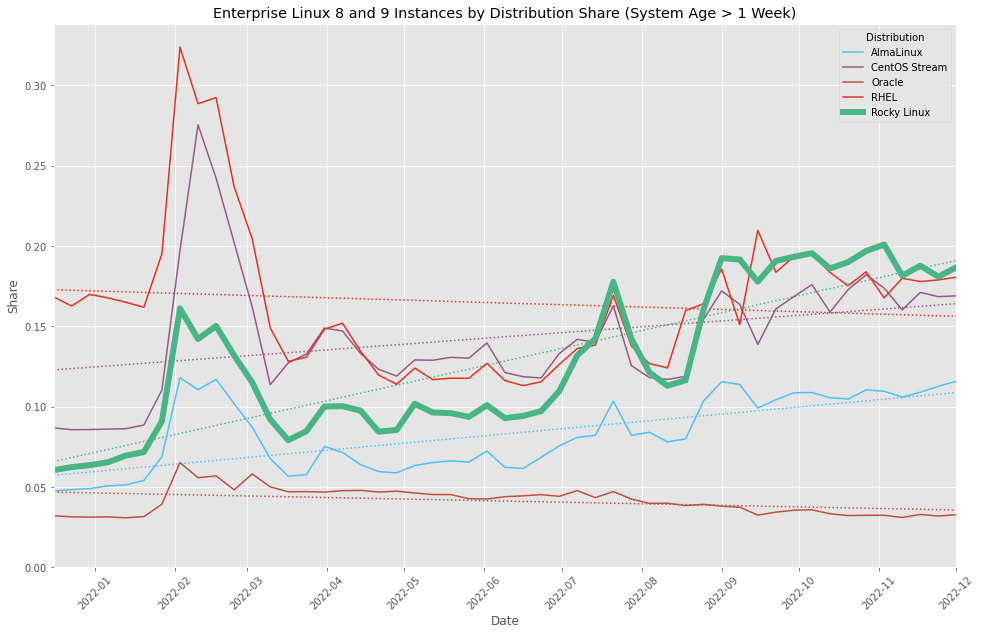 Enterprise Linux 8 and 9 Instances by Distribution Share (System Age > 1 Week)
Distribution
AlmaLinux
CentOS Stream
Oracle
RHEL
Rocky Linux
Share
0.30
0.25
0.20
0.15
0.10
0.05
0.00
2022-01
2022-02
2022-03
2022-04
2022-05
2022-06
2022-07
2022-08
2022-09
2022-10
2022-11
2022-12
Date